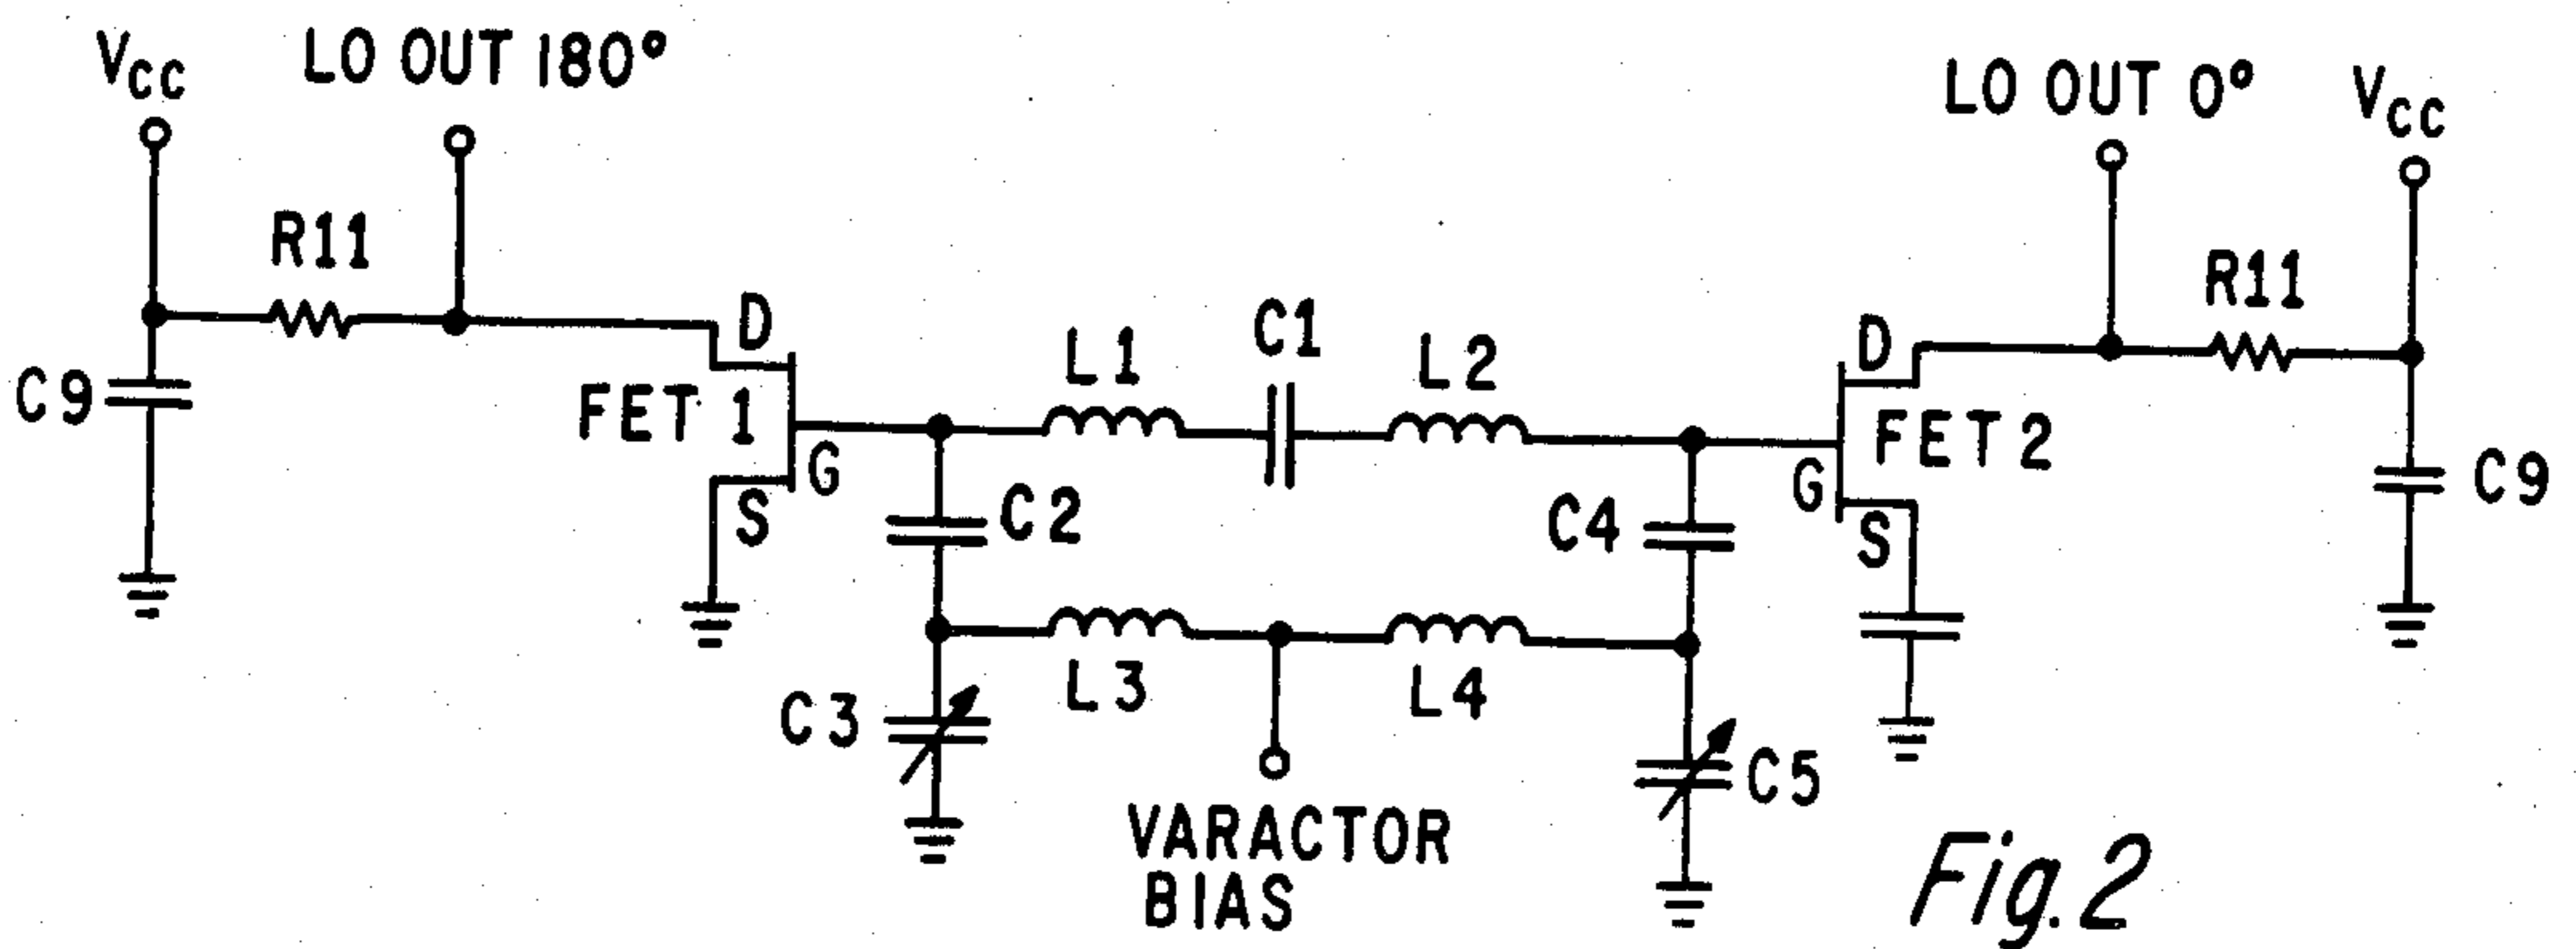 VCC
LO OUT 180°
LO OUT 0°
VCC
R11
R11
C9
D
FET 1
G
S
L1
C1
L2
D
FET 2
G
S
C9
C2
C4
L3
L4
C3
C5
VARACTOR
BIAS
Fig. 2